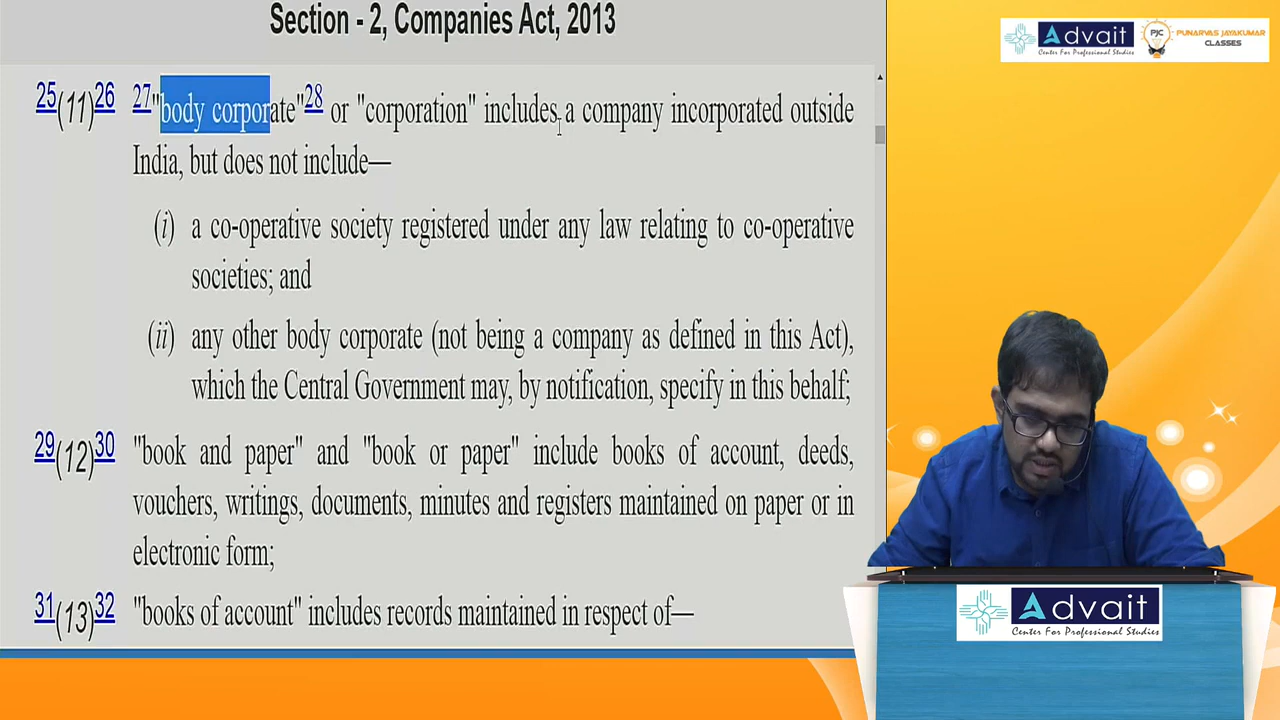 Section - 2, Companies Act, 2013
Advait
Center For Professional Studies
PJC
PUNARVAS JAYAKUMAR
CLASSES
25(11)26 27"body corporate"28 or "corporation" includes a company incorporated outside
India, but does not include—
(i) a co-operative society registered under any law relating to co-operative
societies; and
(ii) any other body corporate (not being a company as defined in this Act),
which the Central Government may, by notification, specify in this behalf;
29(12)30 "book and paper" and "book or paper" include books of account, deeds,
vouchers, writings, documents, minutes and registers maintained on paper or in
electronic form;
31(13)32 "books of account" includes records maintained in respect of—
Advait
Center For Professional Studies